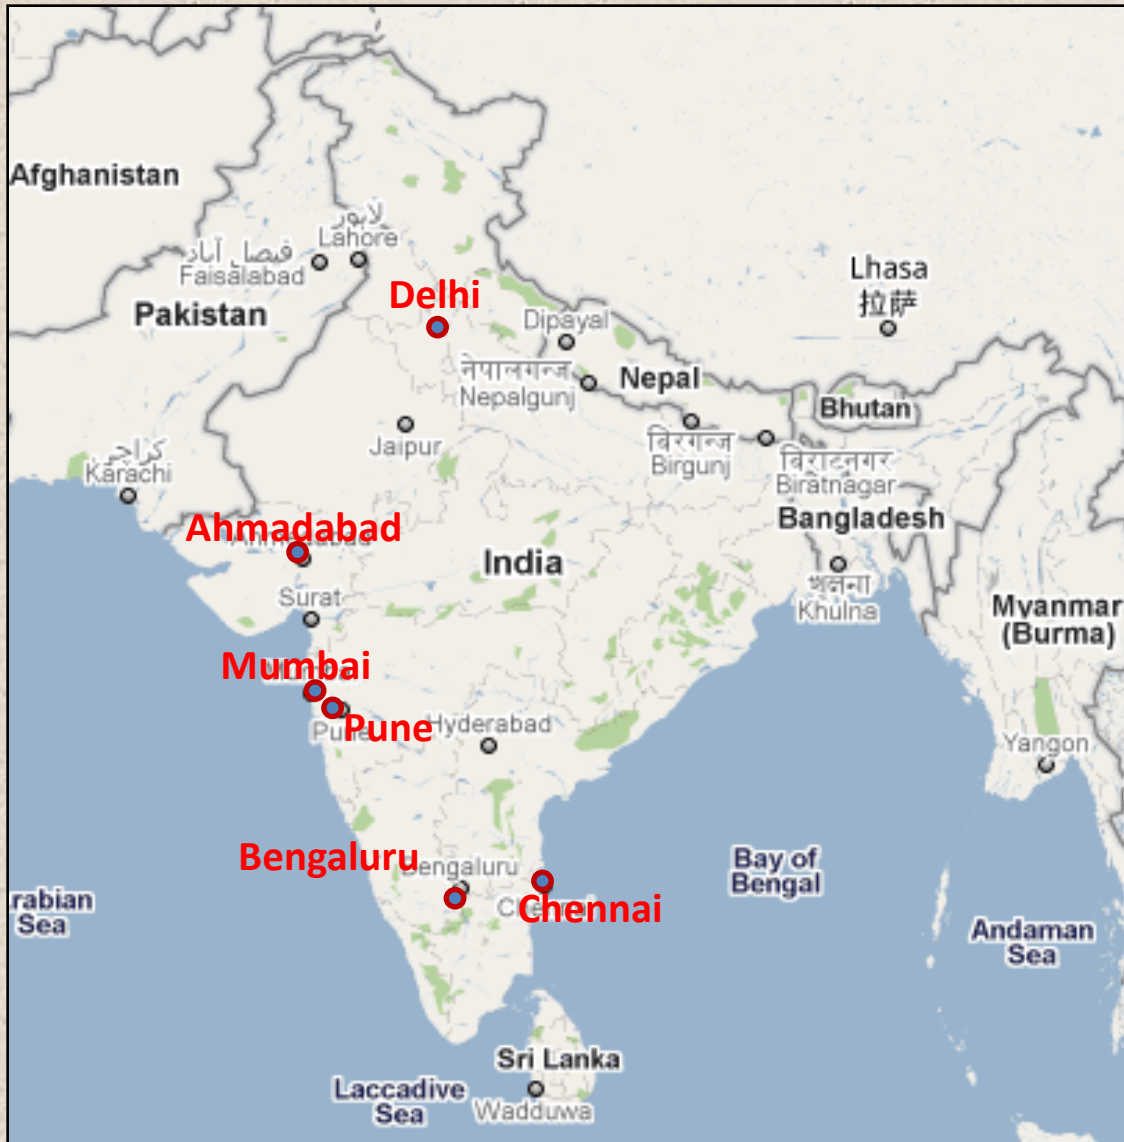 Afghanistan
لاہور
Lahore
فیصل آباد
Faisalabad
Delhi
Pakistan
Lhasa
拉萨
Dipayal
नेपालगन्ज
Nepalgunj
Nepal
Bhutan
Jaipur
विरगन्ज
Birgunj
विराटनगर
Biratnagar
كراچى
Karachi
Ahmadabad
Bangladesh
India
Surat
খুলনা
Khulna
Myanmar
(Burma)
Mumbai
Pune
Pune
Hyderabad
Yangon
Bengaluru
Bengaluru
Bay of
Bengal
Chennai
rabian
Sea
Andaman
Sea
Sri Lanka
Laccadive
Sea
Wadduwa